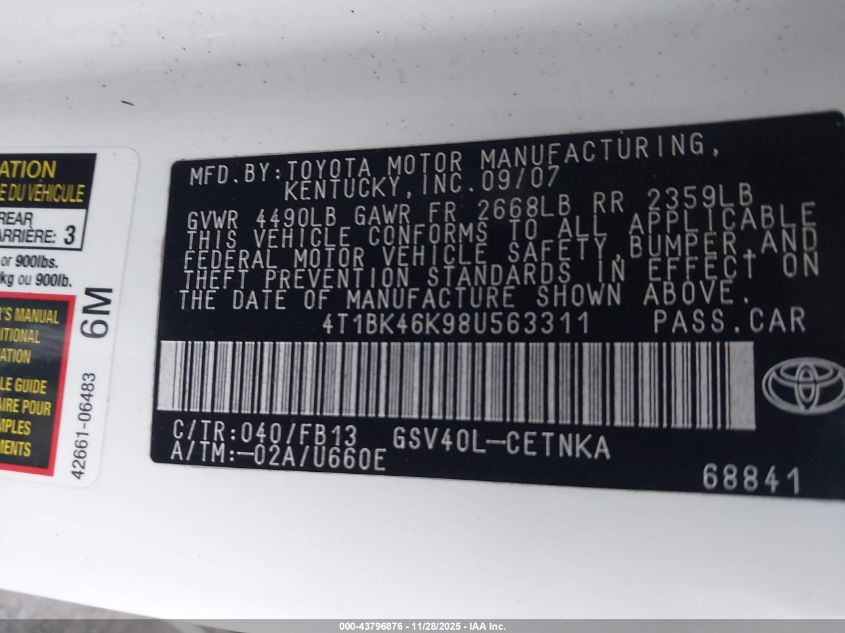 ATION
E DU VÉHICULE
REAR
ARRIÈRE: 3
or 900lbs.
kg ou 900lb.
'S MANUAL
DITIONAL
MATION
LE GUIDE
AIRE POUR
MPLES
MENTS
6M
42661-06483
MFD.BY:TOYOTA MOTOR MANUFACTURING,
KENTUCKY,INC.09/07
GVWR 4490LB GAWR FR 2668LB RR 2359LB
THIS VEHICLE CONFORMS TO ALL APPLICABLE
FEDERAL MOTOR VEHICLE SAFETY,BUMPER,AND
THEFT PREVENTION STANDARDS IN EFFECT ON
THE DATE OF MANUFACTURE SHOWN ABOVE.
4T1BK46K98U563311 PASS.CAR
C/TR:040/FB13 GSV40L-CETNKA
A/TM:-02A/U660E
68841
000-43796876 | 11/28/2025 - IAA Inc.